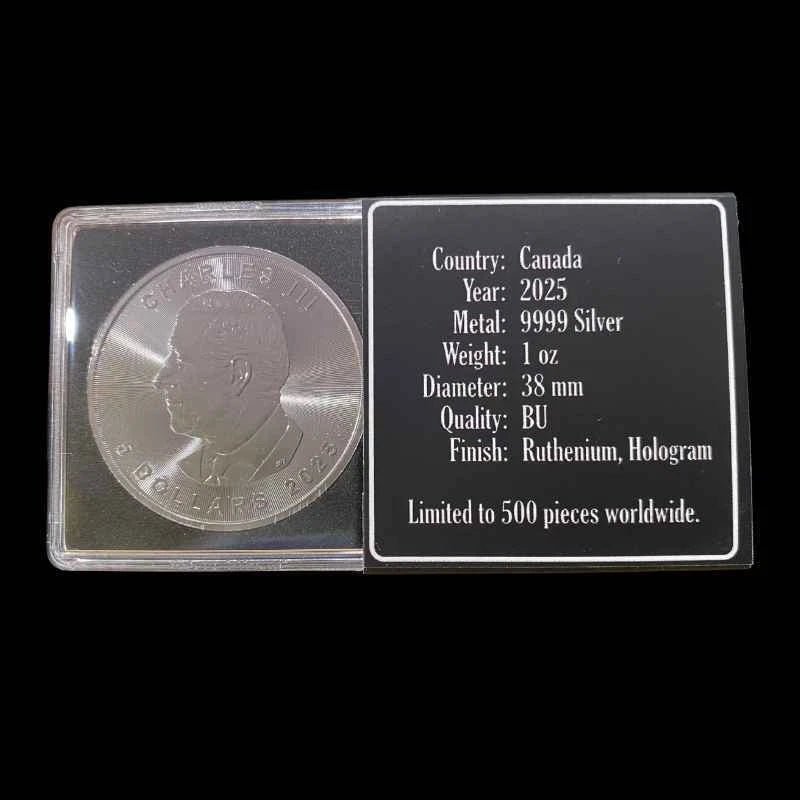 CHARLES III
5 DOLLARS 2025
Country: Canada
Year: 2025
Metal: 9999 Silver
Weight: 1 oz
Diameter: 38 mm
Quality: BU
Finish: Ruthenium, Hologram
Limited to 500 pieces worldwide.